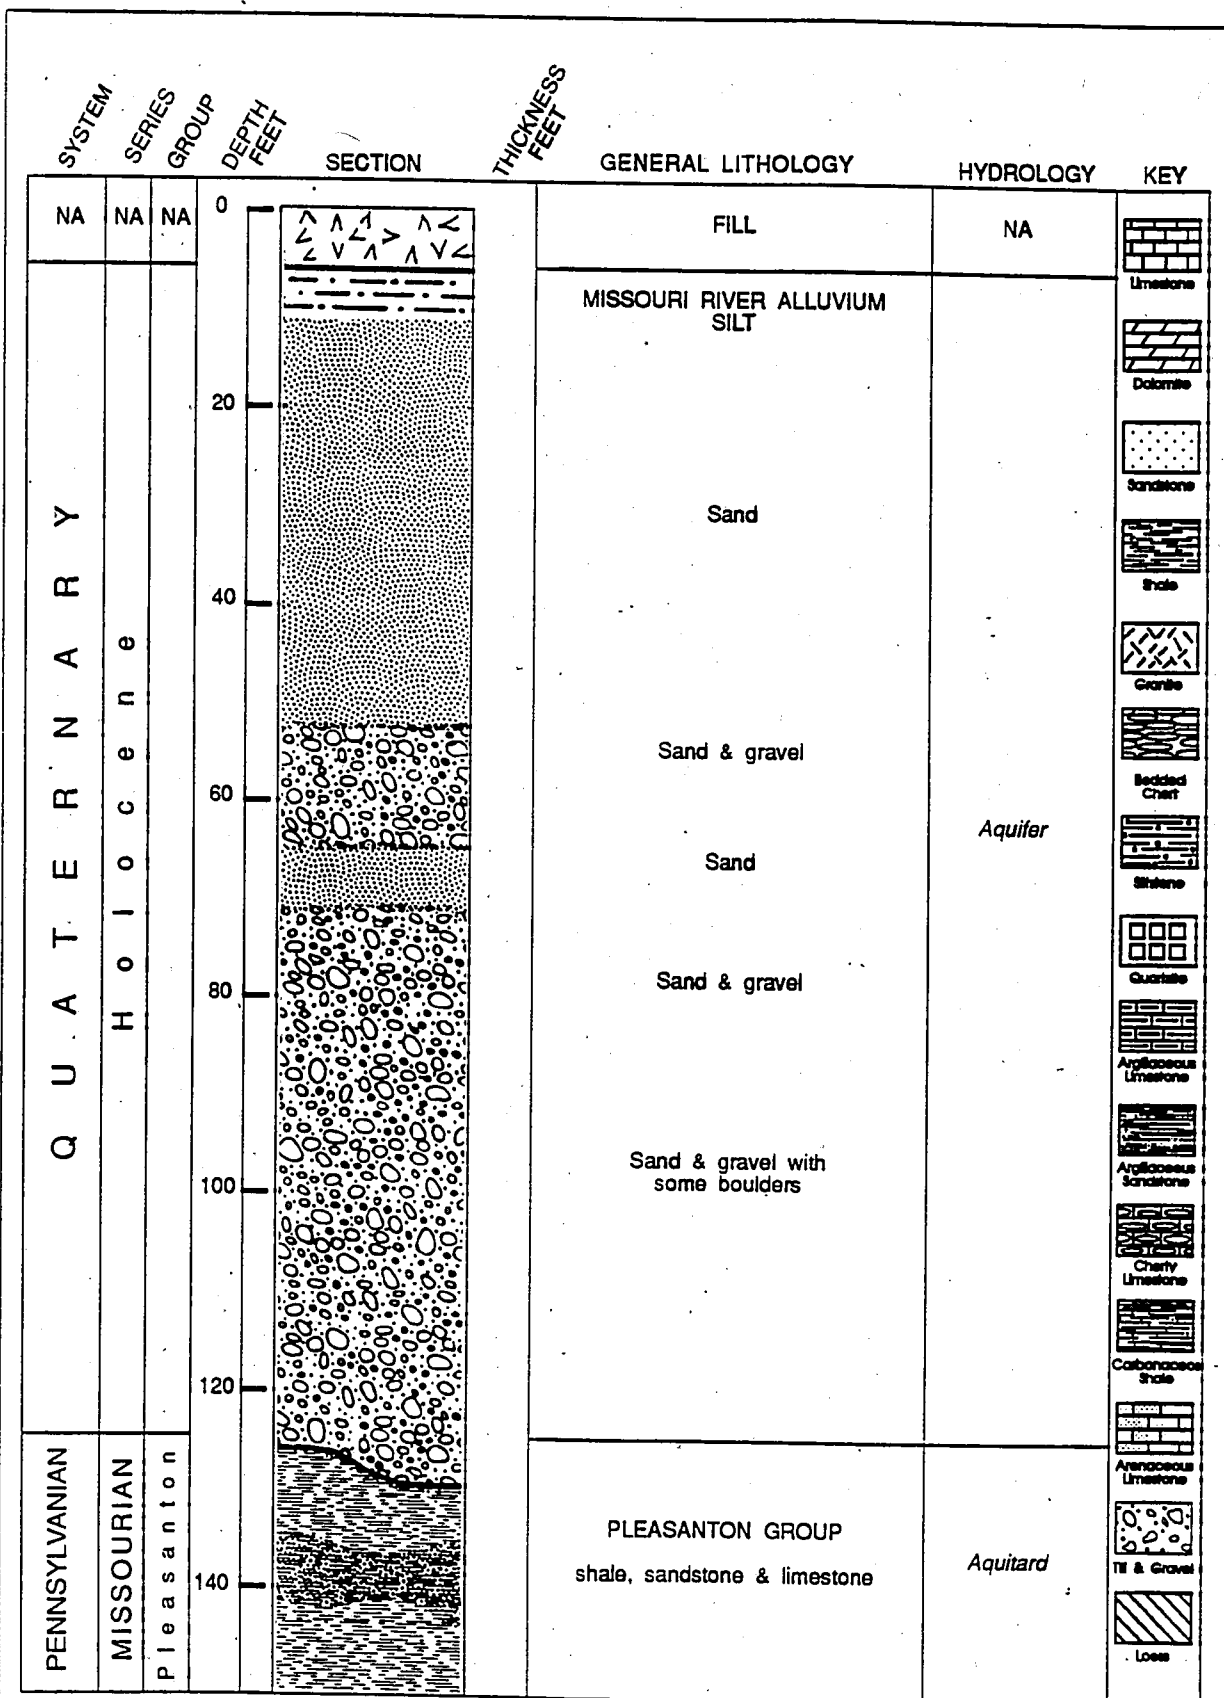 SYSTEM
SERIES
GROUP
DEPTH
FEET
SECTION
THICKNESS
FEET
GENERAL LITHOLOGY
HYDROLOGY
KEY
NA
NA
NA
0
FILL
NA
MISSOURI RIVER ALLUVIUM
SILT
20
Sand
40
Sand & gravel
60
Aquifer
Sand
80
Sand & gravel
100
Sand & gravel with
some boulders
120
140
QUATERNARY
Holocene
PENNSYLVANIAN
MISSOURIAN
Pleasanton
PLEASANTON GROUP
shale, sandstone & limestone
Aquitard
Limestone
Dolomite
Sandstone
Shale
Granite
Bedded
Chert
Siltstone
Quartzite
Argillaceous
Limestone
Argillaceous
Sandstone
Cherty
Limestone
Carbonaceous
Shale
Arenaceous
Limestone
Till & Gravel
Loess